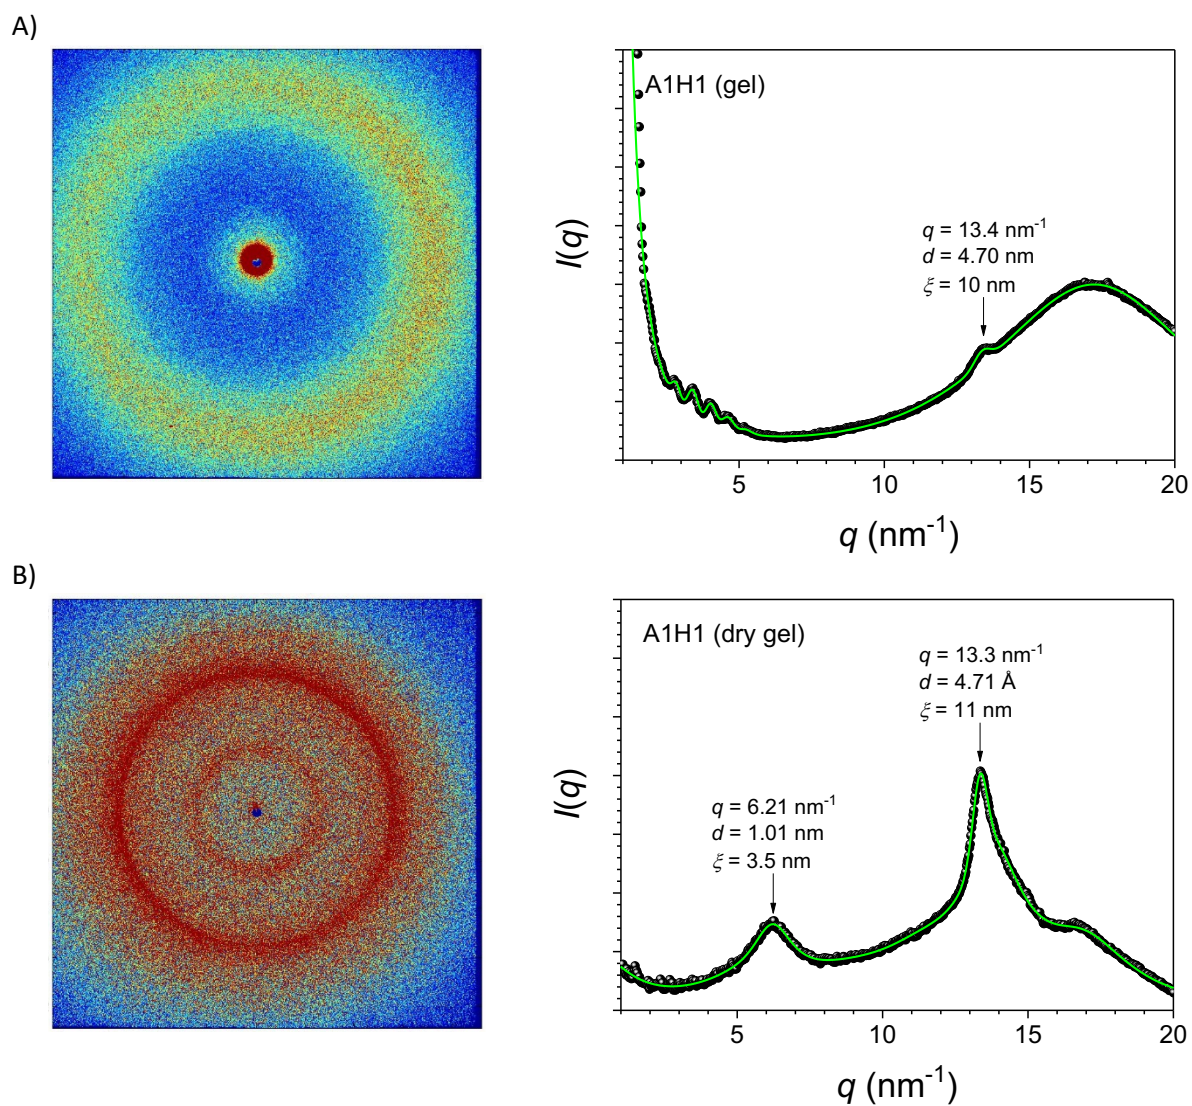 A)
A1H1 (gel)
q = 13.4 nm⁻¹
d = 4.70 nm
ξ = 10 nm
I(q)
5 10 15 20
q (nm⁻¹)
B)
A1H1 (dry gel)
q = 13.3 nm⁻¹
d = 4.71 Å
ξ = 11 nm
q = 6.21 nm⁻¹
d = 1.01 nm
ξ = 3.5 nm
I(q)
5 10 15 20
q (nm⁻¹)